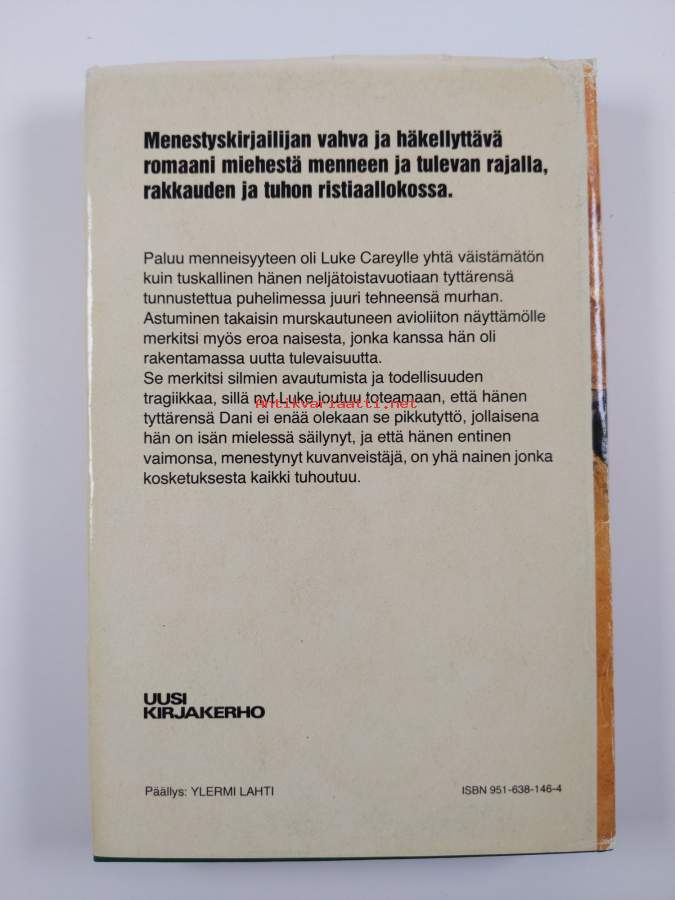 Menestyskirjailijan vahva ja häkellyttävä
romaani miehestä menneen ja tulevan rajalla,
rakkauden ja tuhon ristiaallokossa.
Paluu menneisyyteen oli Luke Careylle yhtä väistämätön
kuin tuskallinen hänen neljätoistavuotiaan tyttärensä
tunnustettua puhelimessa juuri tehneensä murhan.
Astuminen takaisin murskautuneen avioliiton näyttämölle
merkitsi myös eroa naisesta, jonka kanssa hän oli
rakentamassa uutta tulevaisuutta.
Se merkitsi silmien avautumista ja todellisuuden
tragiikkaa, sillä nyt Luke joutuu toteamaan, että hänen
Antikvariaatti.net
tyttärensä Dani ei enää olekaan se pikkutyttö, jollaisena
hän on isän mielessä säilynyt, ja että hänen entinen
vaimonsa, menestynyt kuvanveistäjä, on yhä nainen jonka
kosketuksesta kaikki tuhoutuu.
UUSI
KIRJAKERHO
Päällys: YLERMI LAHTI
ISBN 951-638-146-4